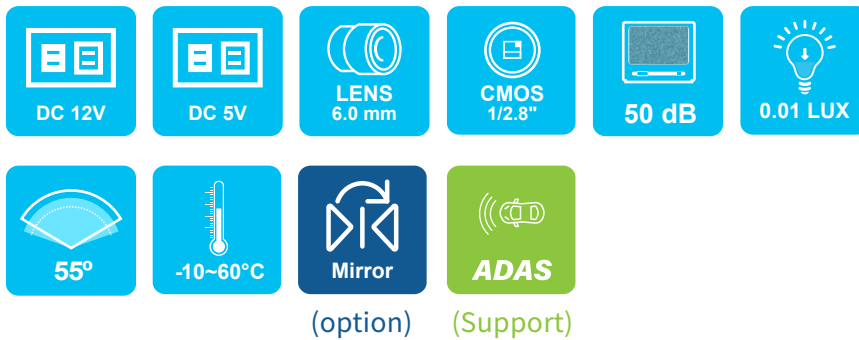 DC 12V
DC 5V
LENS
6.0 mm
CMOS
1/2.8"
50 dB
0.01 LUX
55º
-10~60°C
Mirror
ADAS
(option)
(Support)